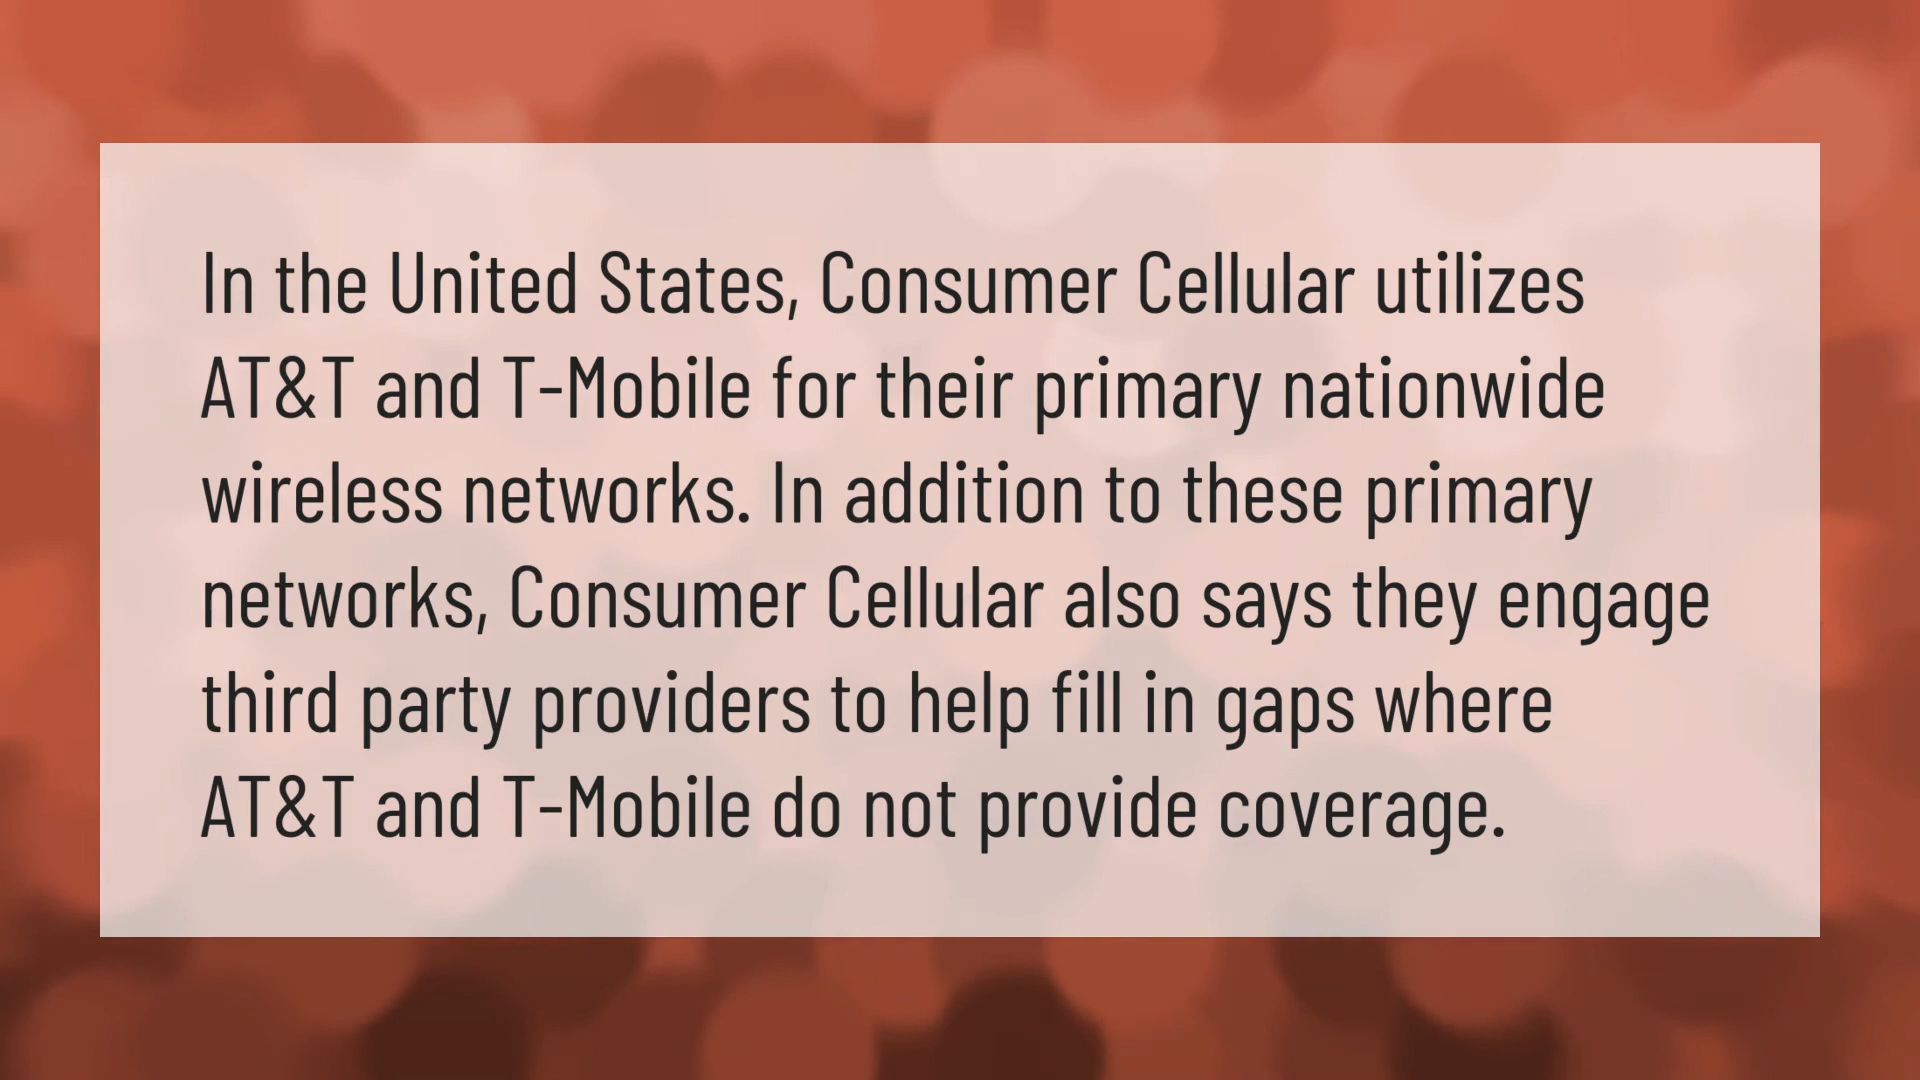 In the United States, Consumer Cellular utilizes
AT&T and T-Mobile for their primary nationwide
wireless networks. In addition to these primary
networks, Consumer Cellular also says they engage
third party providers to help fill in gaps where
AT&T and T-Mobile do not provide coverage.